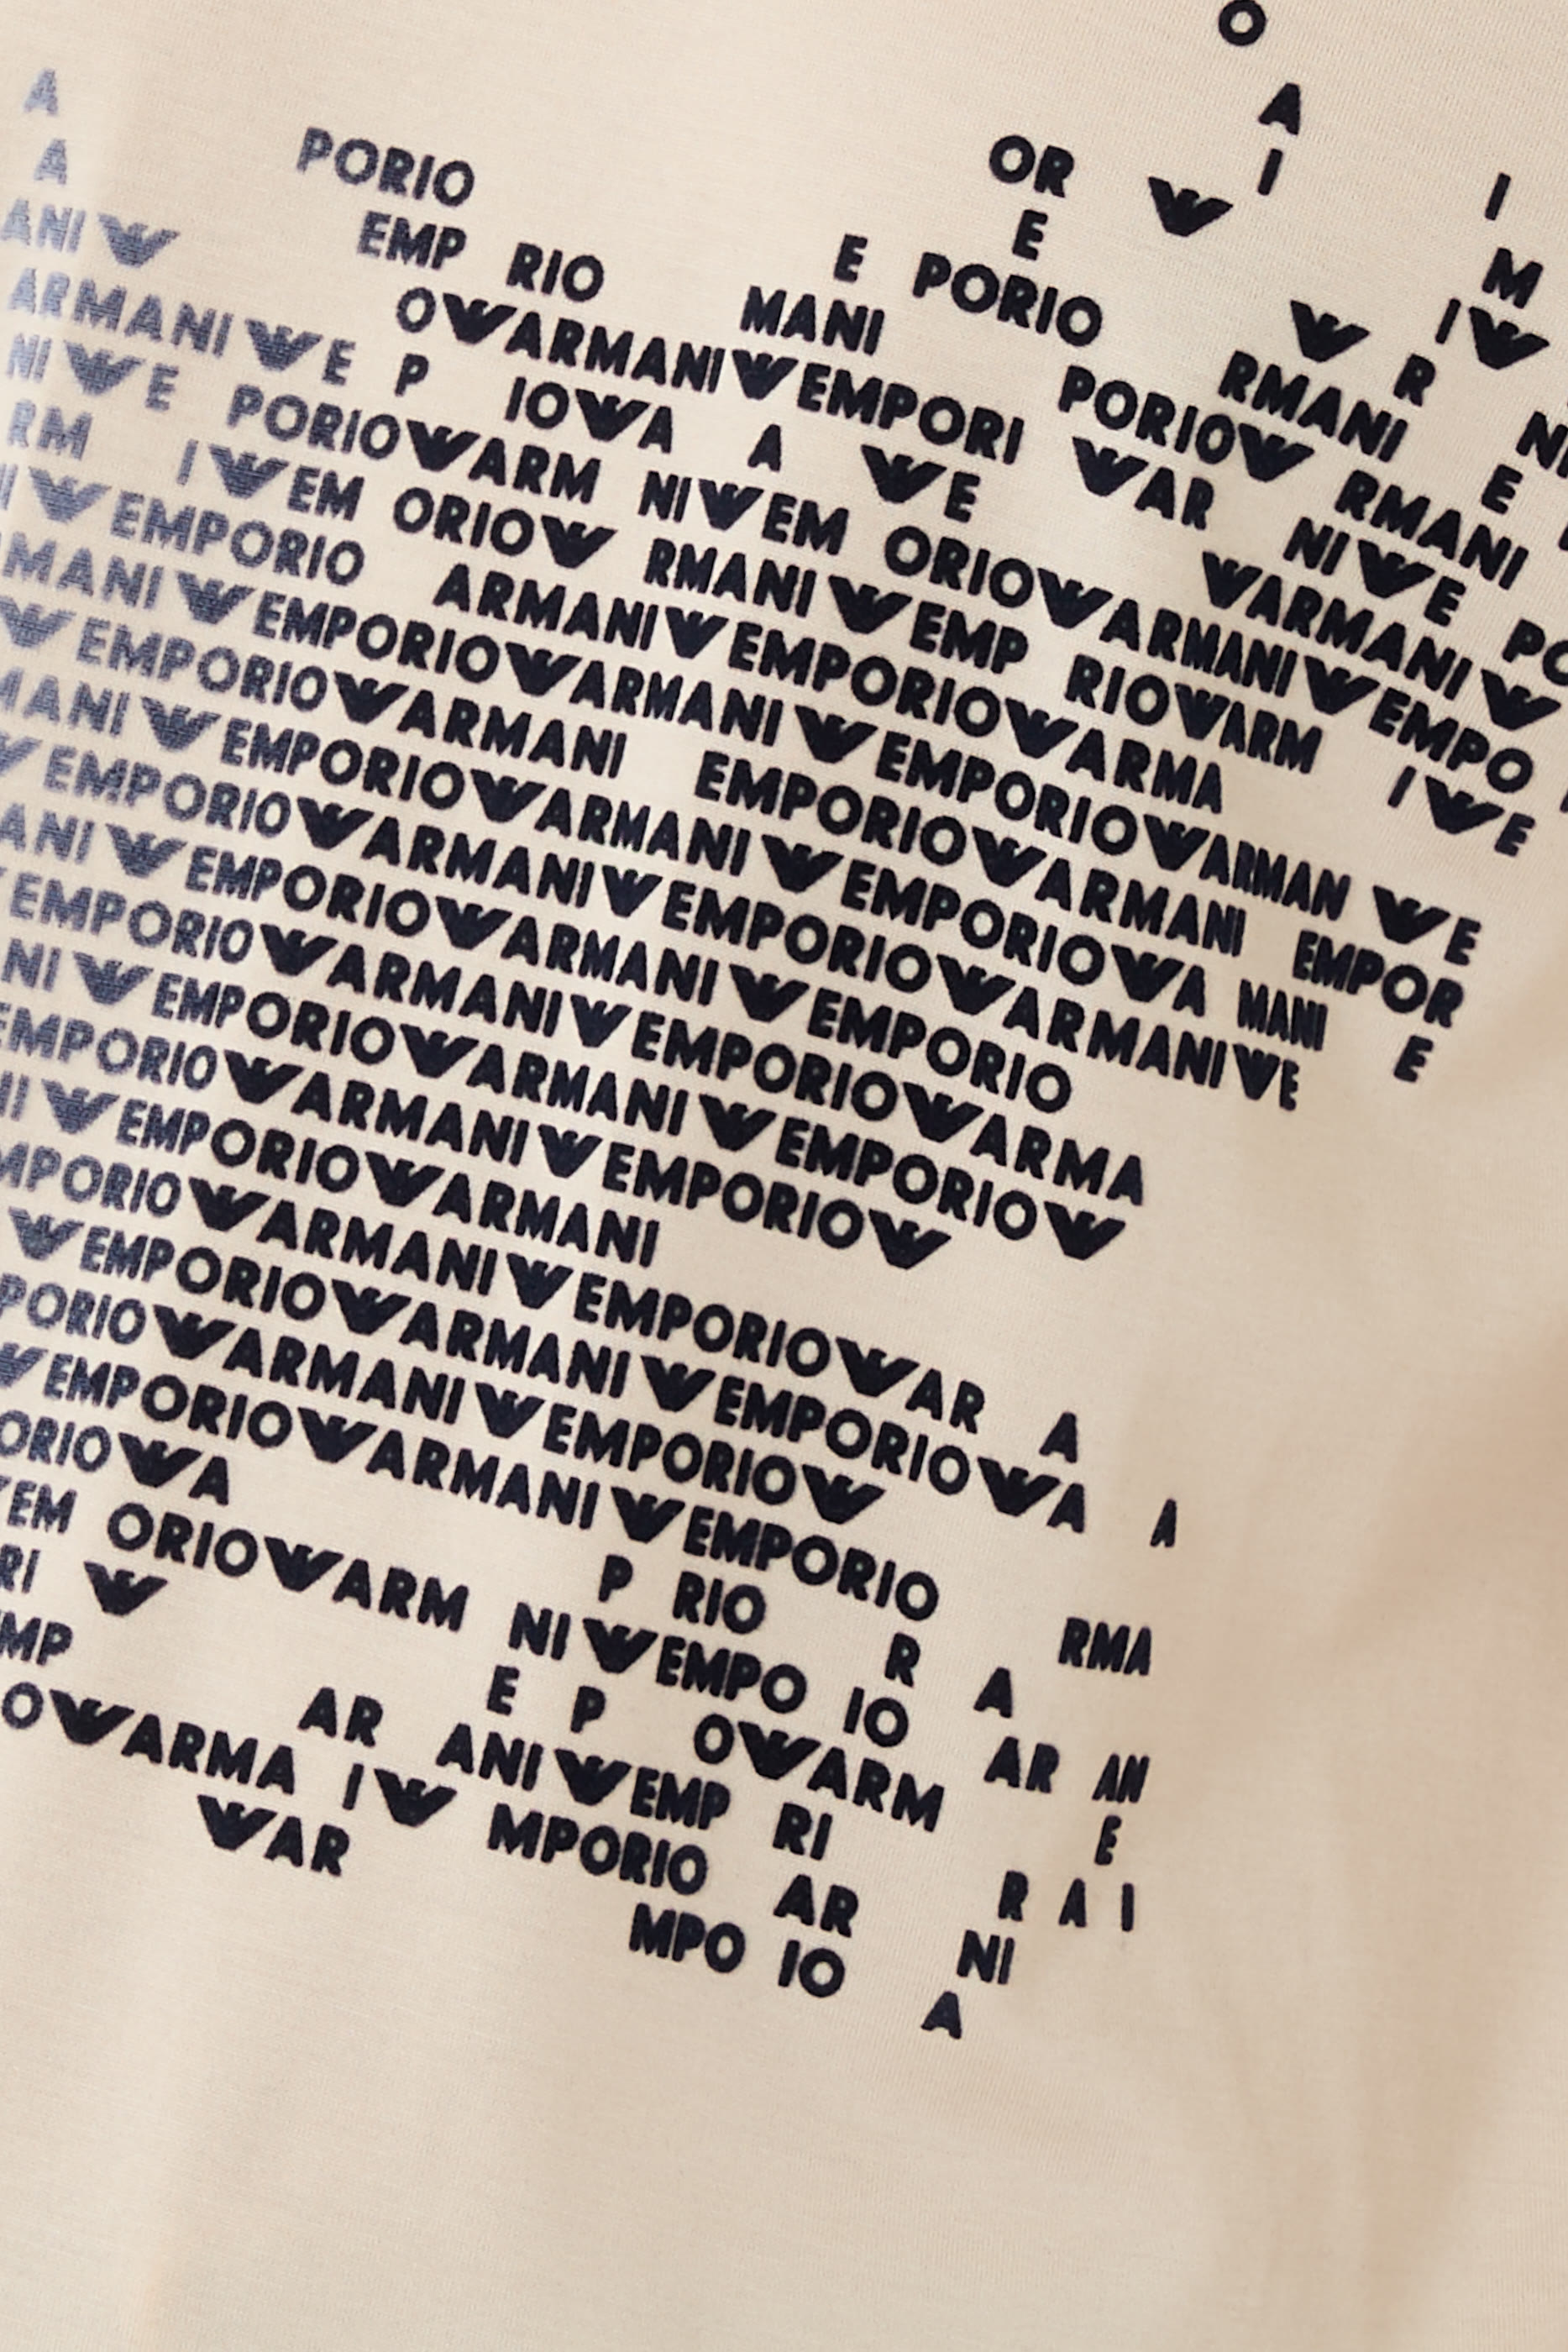 O
A I
I M
OR I
E R NI
A PORIO E PORIO RMANI E
A EMP RIO MANI PORIO RMANI
ANI O ARMANI EMPORI AR NI E PO
ARMANI E P IO A A E ARMANI
NI E PORIO ARM NI EM ORIO ARMANI EMPO
RM I EM ORIO RMANI EMP RIO ARM I E
I EMPORIO ARMANI EMPORIO ARMA
MANI EMPORIO ARMANI EMPORIO ARMAN E
EMPORIO ARMANI EMPORIO ARMANI EMPOR
MANI EMPORIO ARMANI EMPORIO A MANI E
EMPORIO ARMANI EMPORIO ARMANI E
ANI EMPORIO ARMANI EMPORIO
EMPORIO ARMANI EMPORIO ARMA
NI EMPORIO ARMANI EMPORIO
EMPORIO ARMANI EMPORIO
NI EMPORIO ARMANI
MPORIO ARMANI EMPORIO AR A
EMPORIO ARMANI EMPORIO A A
PORIO ARMANI EMPORIO
EMPORIO ARMANI EMPORIO RMA
ORIO A P RIO R A
EM ORIO ARM NI EMPO IO AR AN
RI E P O ARM E
MP AR ANI EMP RI R A I
O ARMA I MPORIO AR NI
AR MPO IO A